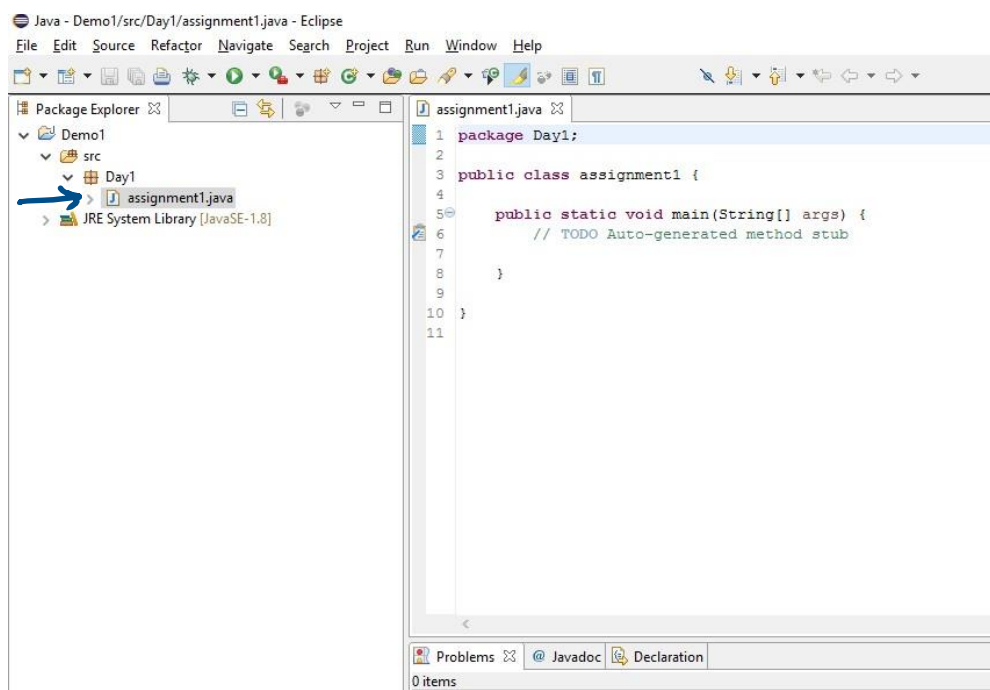 Java - Demo1/src/Day1/assignment1.java - Eclipse
File Edit Source Refactor Navigate Search Project Run Window Help
Package Explorer
assignment1.java
Demo1
src
Day1
assignment1.java
JRE System Library [JavaSE-1.8]
1 package Day1;
2
3 public class assignment1 {
4
5 public static void main(String[] args) {
6 // TODO Auto-generated method stub
7
8 }
9
10 }
11
Problems @ Javadoc Declaration
0 items